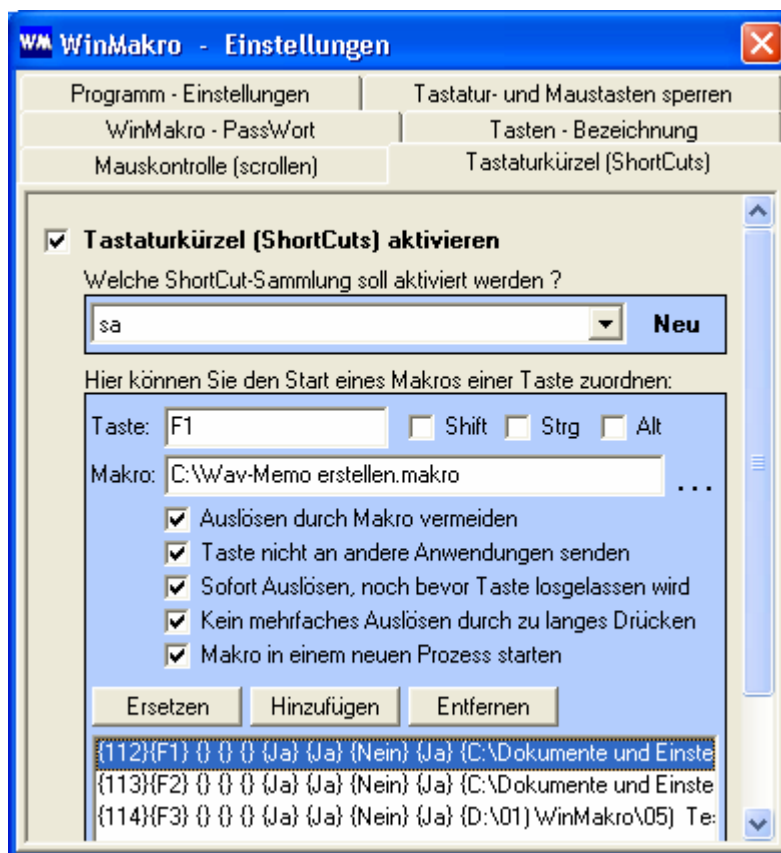 WM WinMakro - Einstellungen
Programm - Einstellungen
Tastatur- und Maustasten sperren
WinMakro - PassWort
Tasten - Bezeichnung
Mauskontrolle (scrollen)
Tastaturkürzel (ShortCuts)
Tastaturkürzel (ShortCuts) aktivieren
Welche ShortCut-Sammlung soll aktiviert werden ?
sa
Neu
Hier können Sie den Start eines Makros einer Taste zuordnen:
Taste: F1 Shift Strg Alt
Makro: C:\Wav-Memo erstellen.makro ...
Auslösen durch Makro vermeiden
Taste nicht an andere Anwendungen senden
Sofort Auslösen, noch bevor Taste losgelassen wird
Kein mehrfaches Auslösen durch zu langes Drücken
Makro in einem neuen Prozess starten
Ersetzen Hinzufügen Entfernen
{112}{F1} {} {} {} {Ja} {Ja} {Nein} {Ja} {C:\Dokumente und Einste
{113}{F2} {} {} {} {Ja} {Ja} {Nein} {Ja} {C:\Dokumente und Einste
{114}{F3} {} {} {} {Ja} {Ja} {Nein} {Ja} {D:\01) WinMakro\05) Te